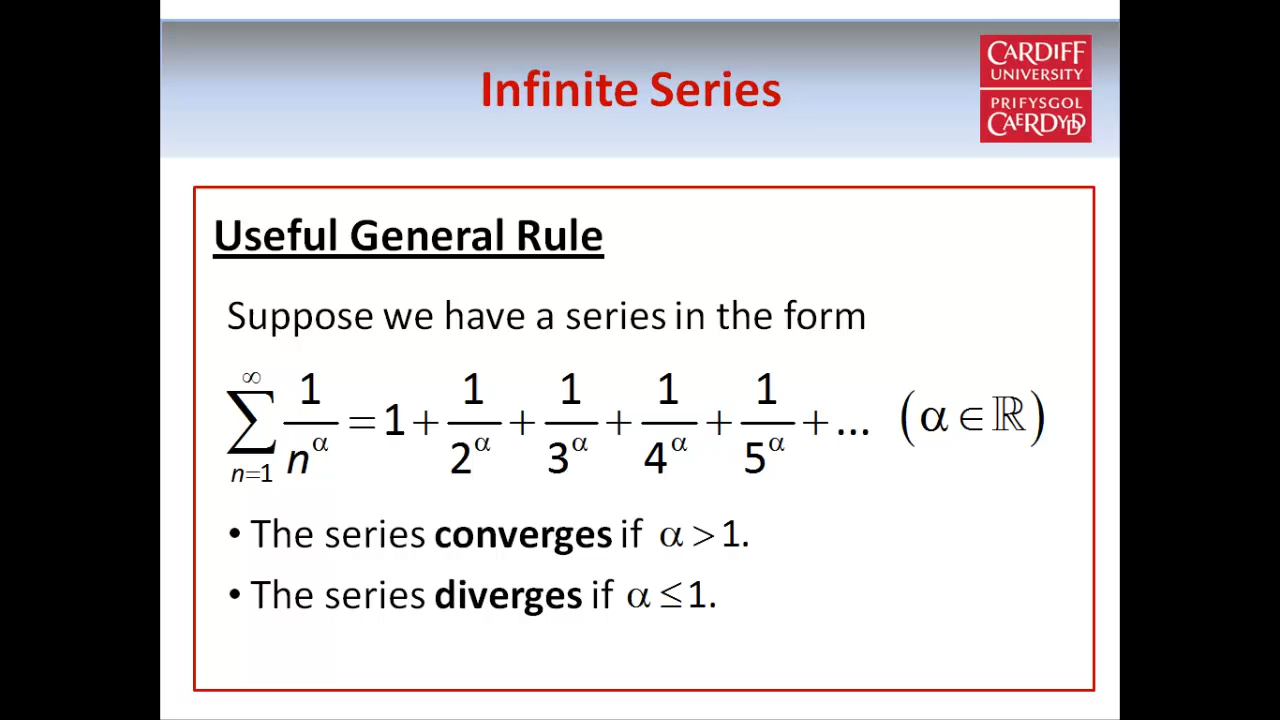 Infinite Series
CARDIFF
UNIVERSITY
PRIFYSGOL
CAERDYDD
Useful General Rule
Suppose we have a series in the form
∞∑n=1 1/n^α = 1 + 1/2^α + 1/3^α + 1/4^α + 1/5^α + ... (α ∈ ℝ)
• The series converges if α > 1.
• The series diverges if α ≤ 1.